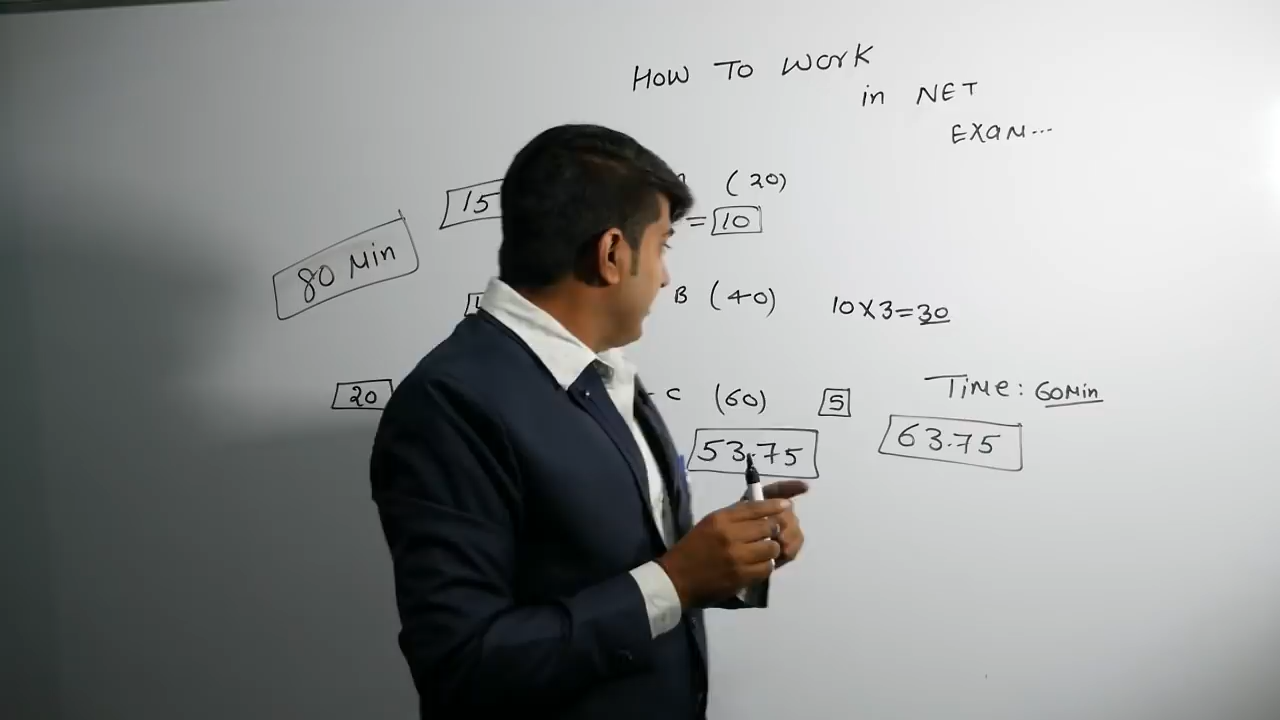 HOW TO WORK
in NET
EXAM...
15 (20)
= 10
80 Min
B (40) 10X3=30
20 - C (60) 5 TIME: 60Min
53.75 63.75